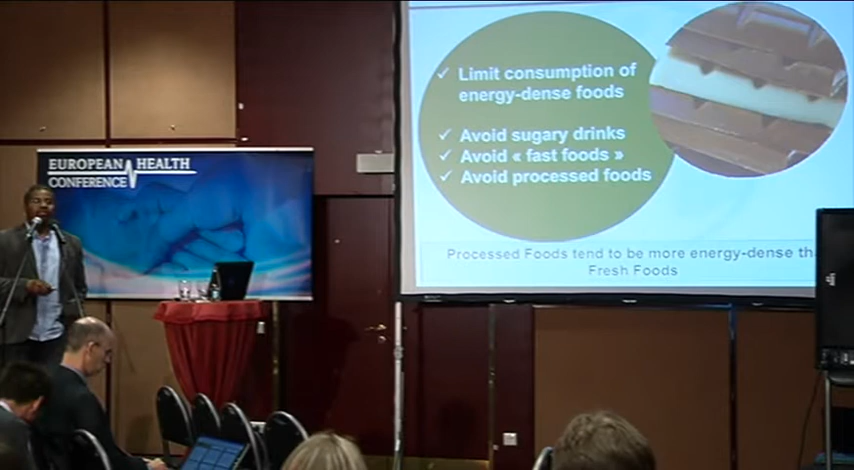 EUROPEAN HEALTH
CONFERENCE
✓ Limit consumption of
energy-dense foods
✓ Avoid sugary drinks
✓ Avoid « fast foods »
✓ Avoid processed foods
Processed Foods tend to be more energy-dense
Fresh Foods